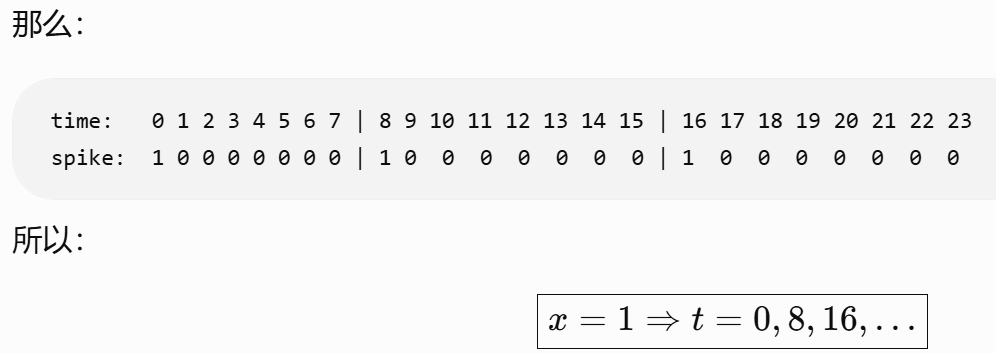 那么：
time:   0 1 2 3 4 5 6 7 | 8 9 10 11 12 13 14 15 | 16 17 18 19 20 21 22 23
spike:  1 0 0 0 0 0 0 0 | 1 0  0  0  0  0  0  0 | 1  0  0  0  0  0  0  0
所以：
x = 1 ⇒ t = 0, 8, 16, …